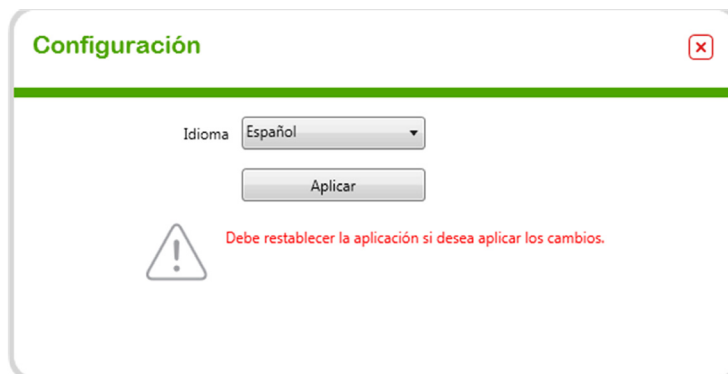 Configuración
Idioma
Español
Aplicar
Debe restablecer la aplicación si desea aplicar los cambios.